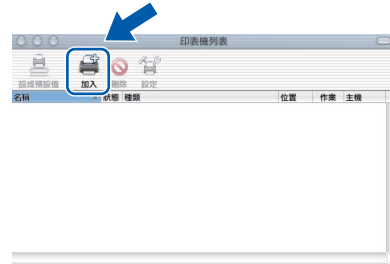 印表機列表
設成預設值 加入 刪除 設定
名稱 狀態 種類 位置 作業 主機